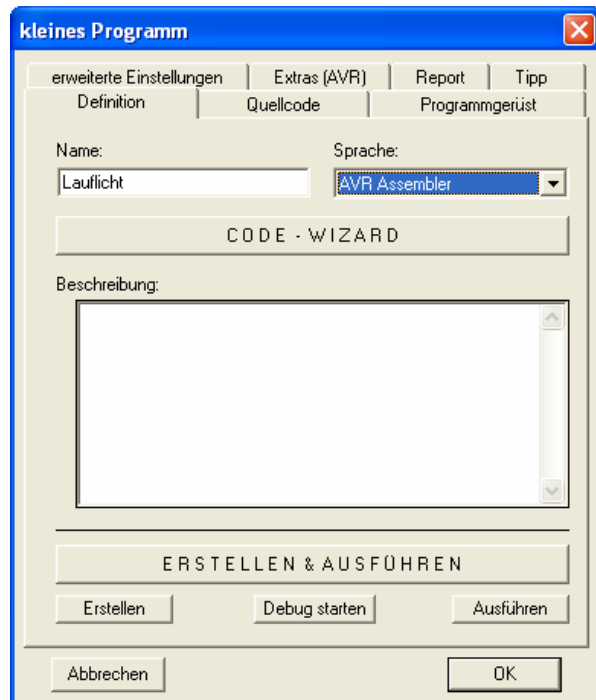 kleines Programm
erweiterte Einstellungen Extras (AVR) Report Tipp
Definition Quellcode Programmgerüst
Name: Sprache:
Lauflicht AVR Assembler
CODE - WIZARD
Beschreibung:
ERSTELLEN & AUSFÜHREN
Erstellen Debug starten Ausführen
Abbrechen OK